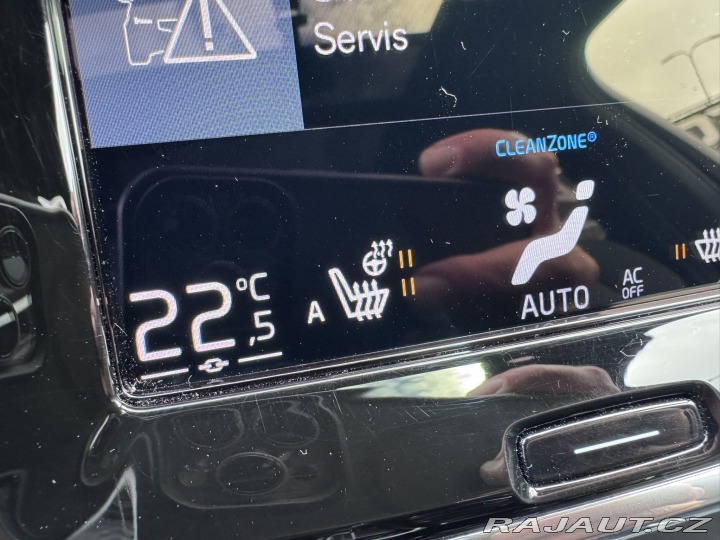 Servis
CLEANZONE®
22,5 °C
A
AUTO
AC
OFF
RAJAUT.CZ